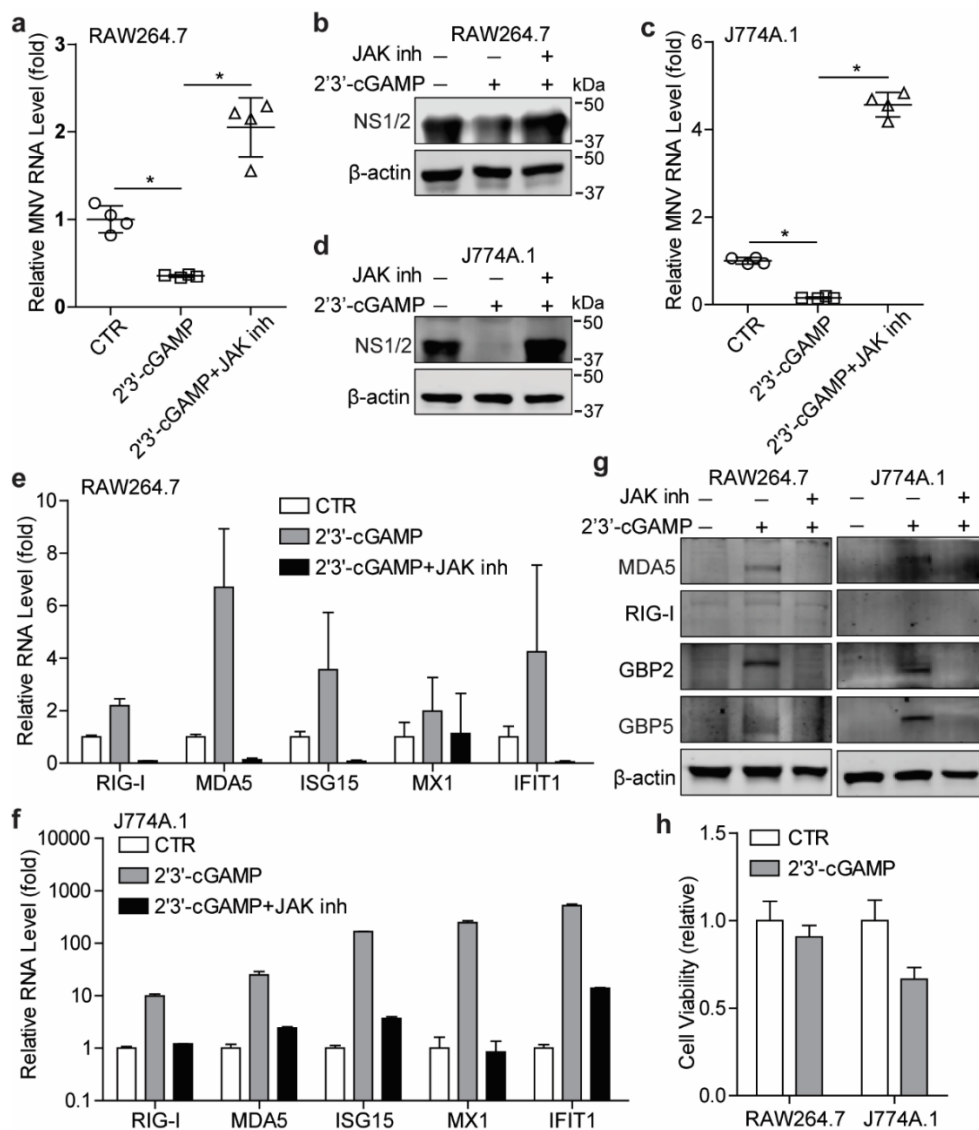 a
RAW264.7
Relative MNV RNA Level (fold)
3
2
1
0
*
*
CTR
2'3'-cGAMP
2'3'-cGAMP+JAK inh
b
RAW264.7
JAK inh – – +
2'3'-cGAMP – + + kDa
NS1/2
-50
-37
β-actin
-50
-37
c
J774A.1
Relative MNV RNA Level (fold)
6
4
2
0
*
*
CTR
2'3'-cGAMP
2'3'-cGAMP+JAK inh
d
J774A.1
JAK inh – – +
2'3'-cGAMP – + + kDa
NS1/2
-50
-37
β-actin
-50
-37
e
RAW264.7
Relative RNA Level (fold)
10
8
6
4
2
0
CTR
2'3'-cGAMP
2'3'-cGAMP+JAK inh
RIG-I MDA5 ISG15 MX1 IFIT1
f
J774A.1
Relative RNA Level (fold)
10000
1000
100
10
1
0.1
CTR
2'3'-cGAMP
2'3'-cGAMP+JAK inh
RIG-I MDA5 ISG15 MX1 IFIT1
g
RAW264.7 J774A.1
JAK inh – – + – – +
2'3'-cGAMP – + + – + +
MDA5
RIG-I
GBP2
GBP5
β-actin
h
Cell Viability (relative)
1.5
1.0
0.5
0.0
CTR
2'3'-cGAMP
RAW264.7 J774A.1